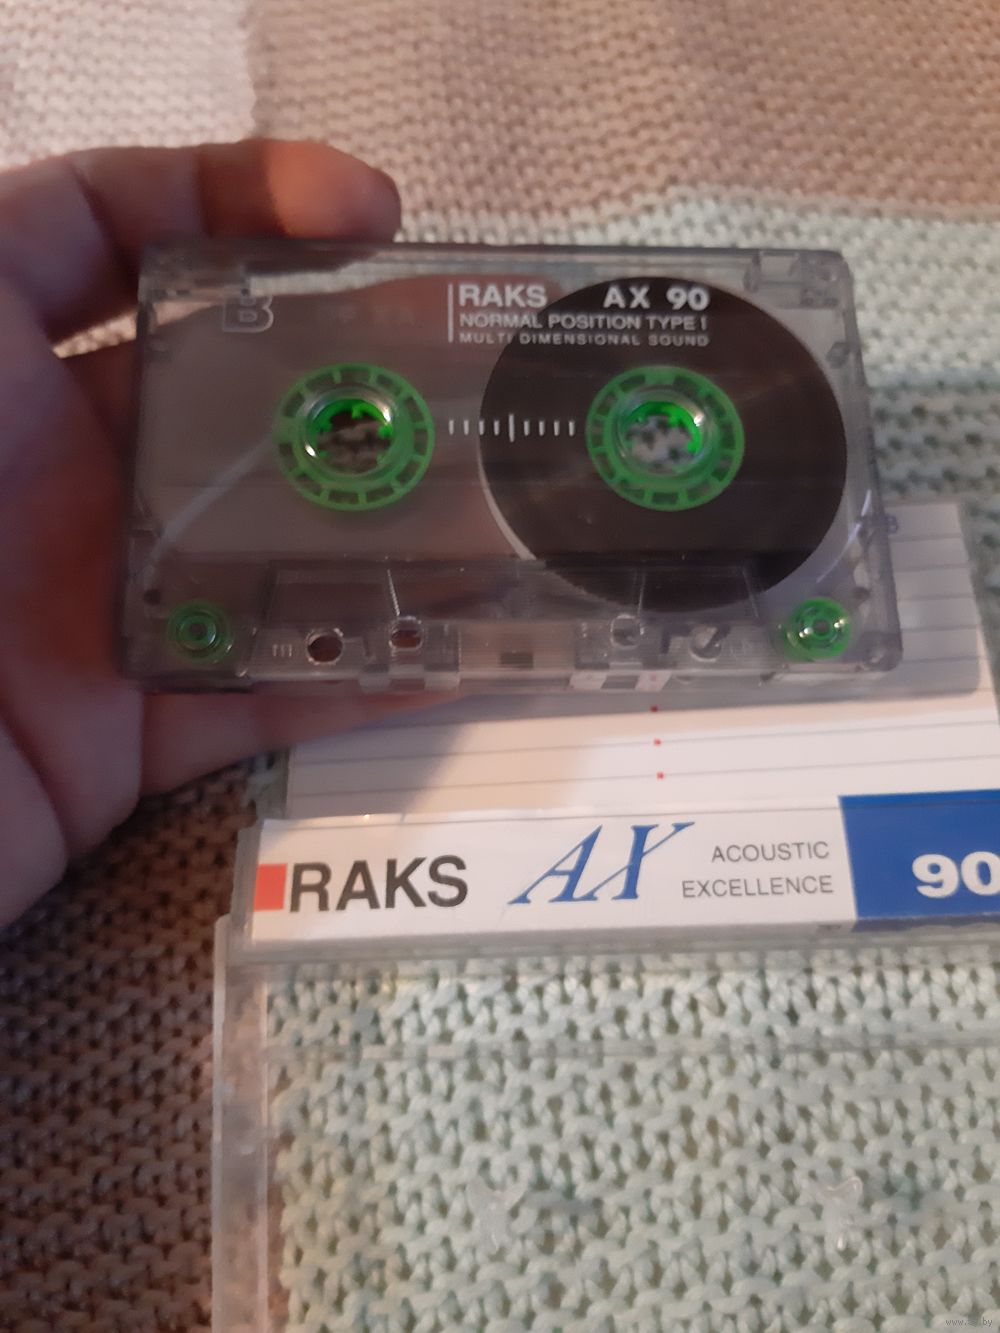 B
RAKS AX 90
NORMAL POSITION TYPE I
MULTI DIMENSIONAL SOUND
RAKS AX ACOUSTIC EXCELLENCE 90